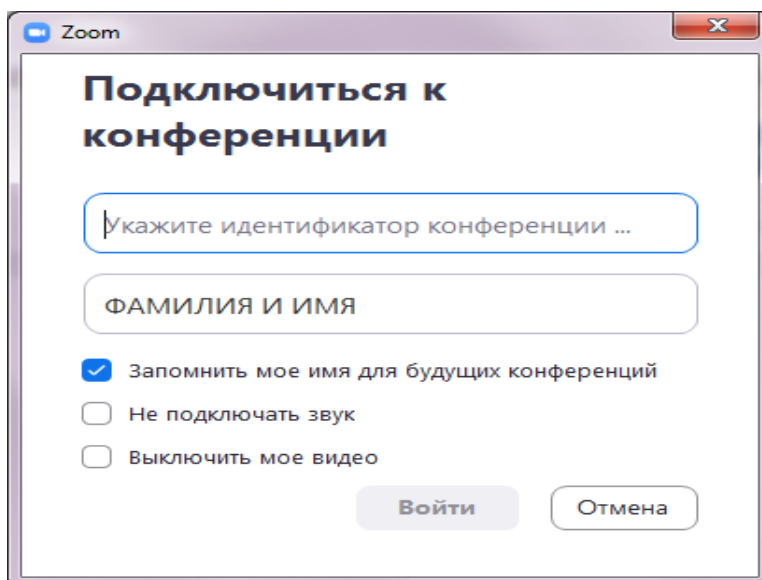 Zoom
Подключиться к
конференции
Укажите идентификатор конференции ...
ФАМИЛИЯ И ИМЯ
Запомнить мое имя для будущих конференций
Не подключать звук
Выключить мое видео
Войти Отмена